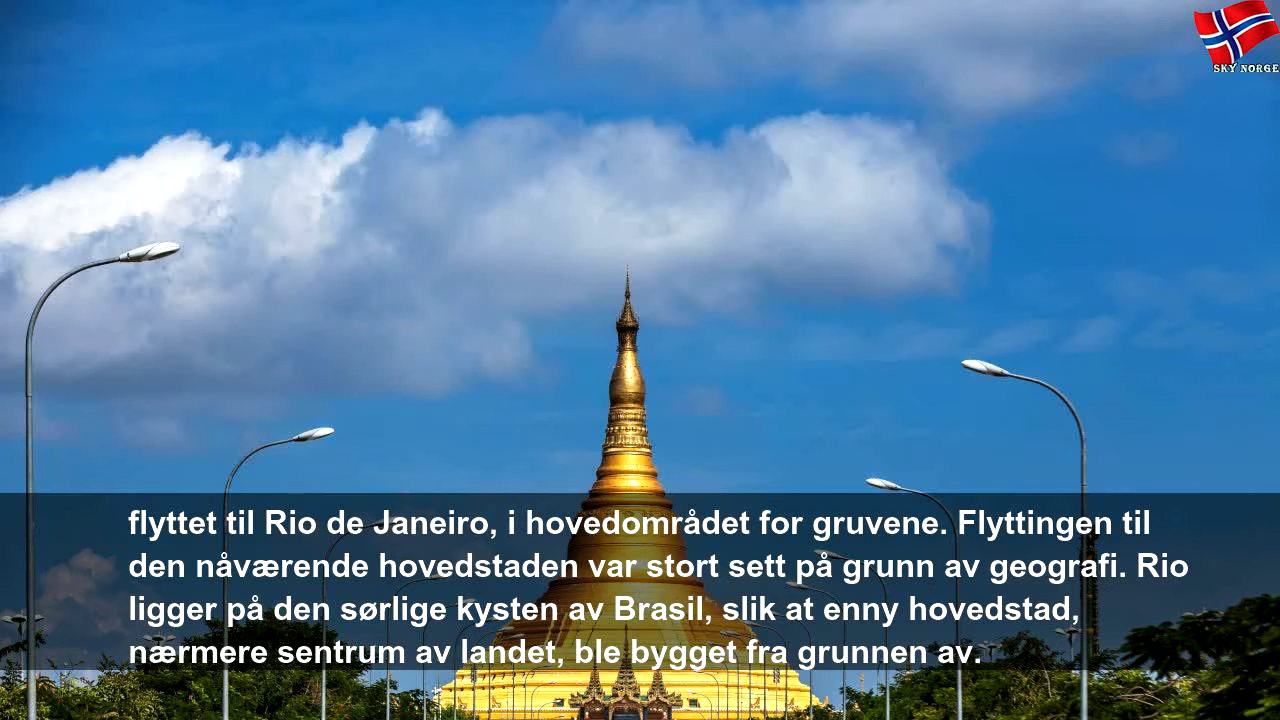 SKY NORGE
flyttet til Rio de Janeiro, i hovedområdet for gruvene. Flyttingen til
den nåværende hovedstaden var stort sett på grunn av geografi. Rio
ligger på den sørlige kysten av Brasil, slik at enny hovedstad,
nærmere sentrum av landet, ble bygget fra grunnen av.